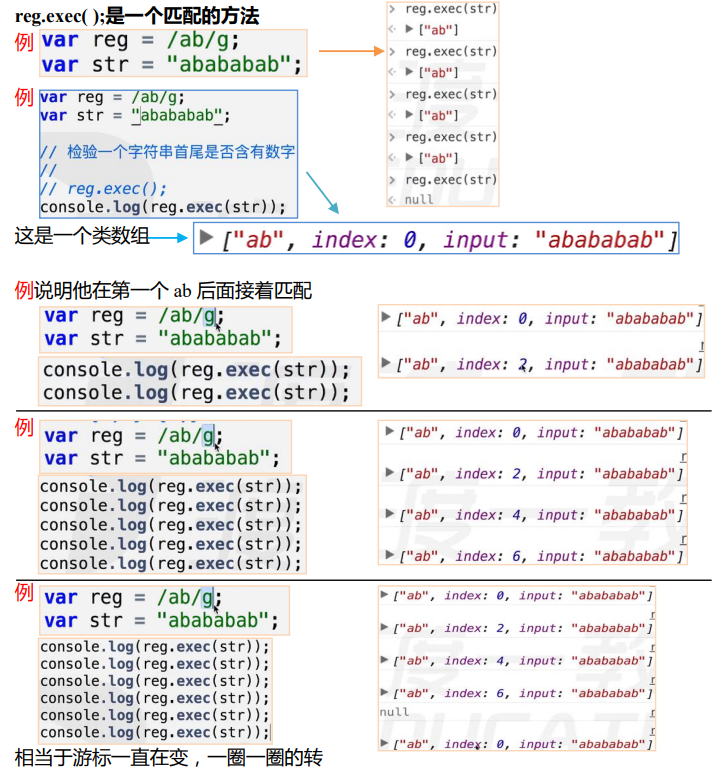 reg.exec( );是一个匹配的方法
例
var reg = /ab/g;
var str = "abababab";
reg.exec(str)
["ab"]
reg.exec(str)
["ab"]
reg.exec(str)
["ab"]
reg.exec(str)
["ab"]
reg.exec(str)
null
例
var reg = /ab/g;
var str = "abababab";
// 检验一个字符串首尾是否含有数字
//
// reg.exec();
console.log(reg.exec(str));
这是一个类数组
["ab", index: 0, input: "abababab"]
例说明他在第一个 ab 后面接着匹配
var reg = /ab/g;
var str = "abababab";
console.log(reg.exec(str));
console.log(reg.exec(str));
["ab", index: 0, input: "abababab"]
r
["ab", index: 2, input: "abababab"]
例
var reg = /ab/g;
var str = "abababab";
console.log(reg.exec(str));
console.log(reg.exec(str));
console.log(reg.exec(str));
console.log(reg.exec(str));
console.log(reg.exec(str));
["ab", index: 0, input: "abababab"]
r
["ab", index: 2, input: "abababab"]
r
["ab", index: 4, input: "abababab"]
r
["ab", index: 6, input: "abababab"]
例
var reg = /ab/g;
var str = "abababab";
console.log(reg.exec(str));
console.log(reg.exec(str));
console.log(reg.exec(str));
console.log(reg.exec(str));
console.log(reg.exec(str));
console.log(reg.exec(str));
["ab", index: 0, input: "abababab"]
r
["ab", index: 2, input: "abababab"]
r
["ab", index: 4, input: "abababab"]
r
["ab", index: 6, input: "abababab"]
null
r
["ab", index: 0, input: "abababab"]
相当于游标一直在变，一圈一圈的转